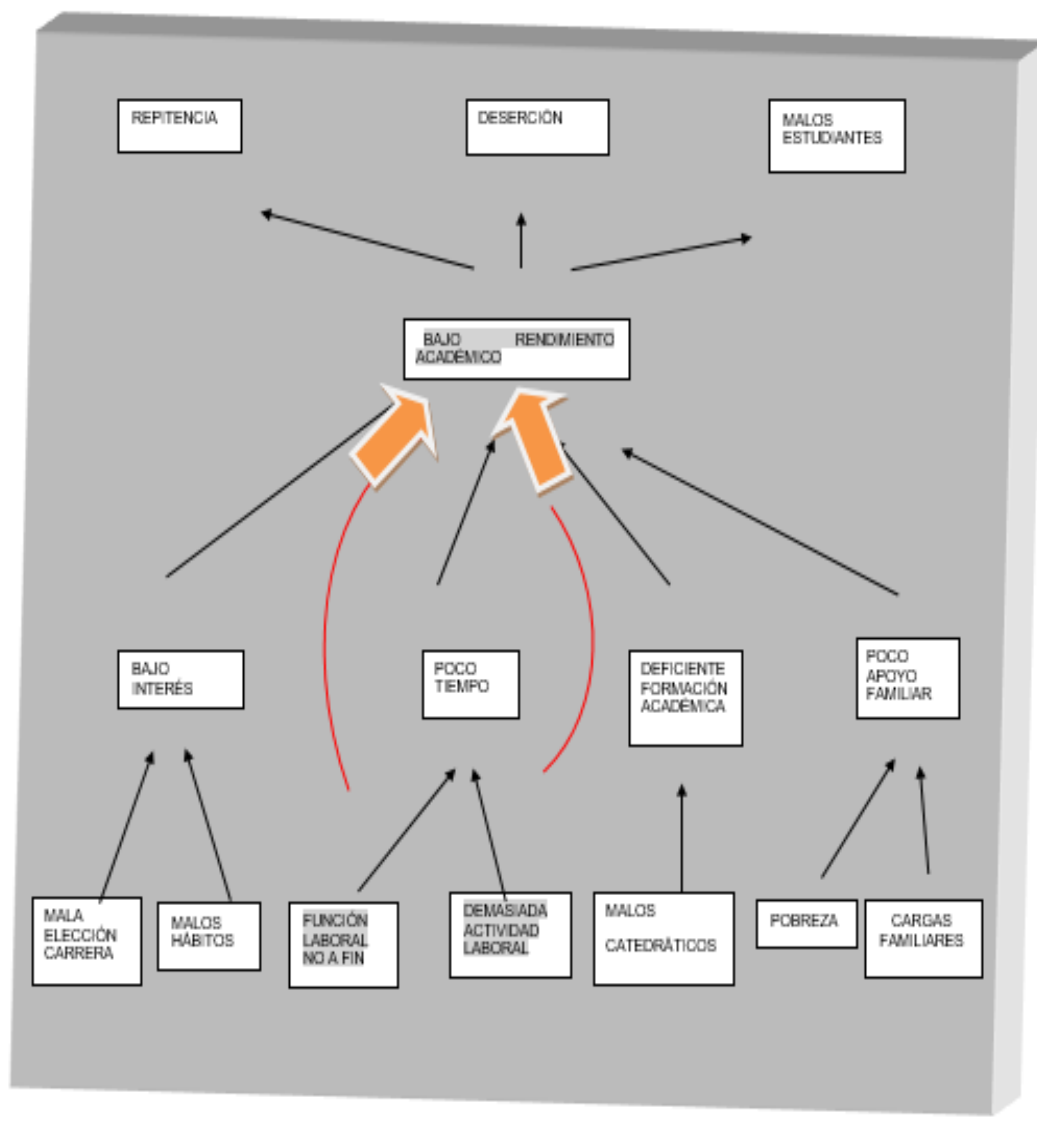 REPITENCIA
DESERCIÓN
MALOS
ESTUDIANTES
BAJO RENDIMIENTO
ACADÉMICO
BAJO
INTERÉS
POCO
TIEMPO
DEFICIENTE
FORMACIÓN
ACADÉMICA
POCO
APOYO
FAMILIAR
MALA
ELECCIÓN
CARRERA
MALOS
HÁBITOS
FUNCIÓN
LABORAL
NO A FIN
DEMASIADA
ACTIVIDAD
LABORAL
MALOS
CATEDRÁTICOS
POBREZA
CARGAS
FAMILIARES